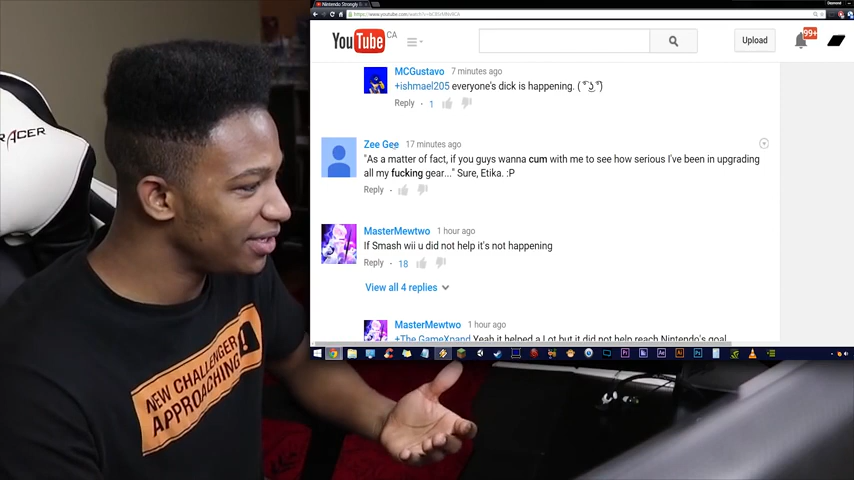 Nintendo Strongly
Desmond
YouTube CA
Upload
99+
MCGustavo 7 minutes ago
+ishmael205 everyone's dick is happening. ( ͡° ͜ʖ ͡°)
Reply · 1
Zee Gee 17 minutes ago
"As a matter of fact, if you guys wanna cum with me to see how serious I've been in upgrading
all my fucking gear..." Sure, Etika. :P
Reply ·
MasterMewtwo 1 hour ago
If Smash wii u did not help it's not happening
Reply · 18
View all 4 replies
MasterMewtwo 1 hour ago
+The GameXpand Yeah it helped a Lot but it did not help reach Nintendo's goal
RACER
NEW CHALLENGER
APPROACHING